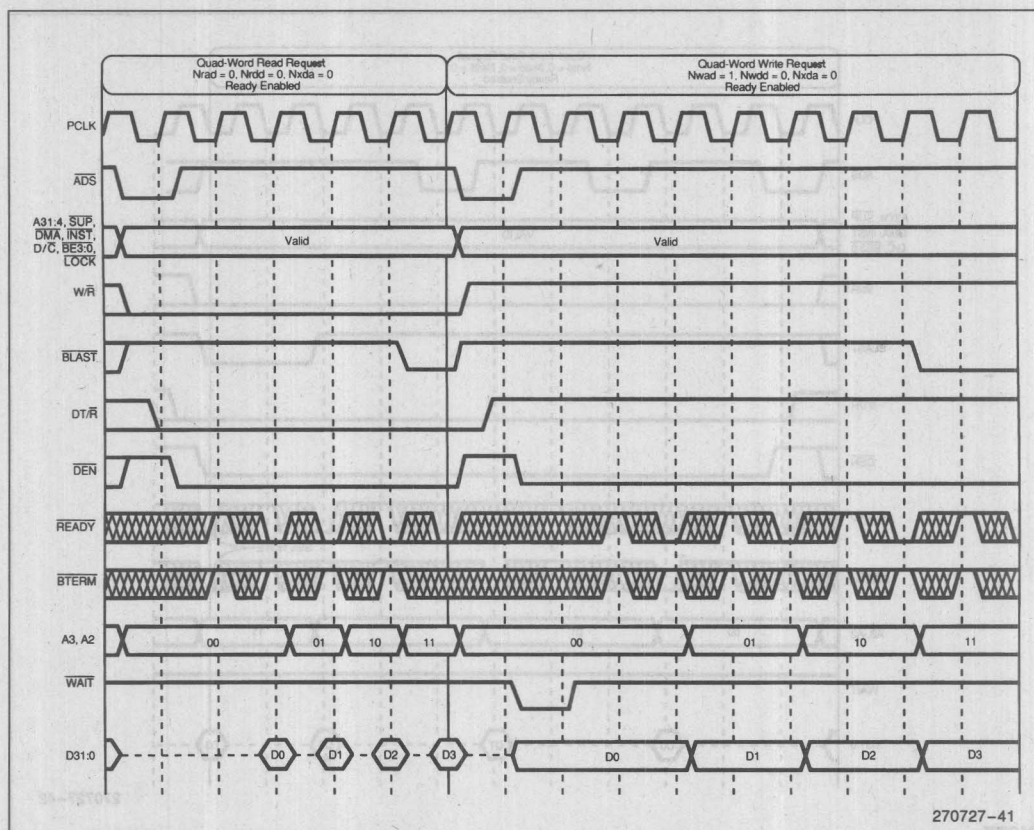 Quad-Word Read Request
Nrad = 0, Nrdd = 0, Nxda = 0
Ready Enabled
Quad-Word Write Request
Nwad = 1, Nwdd = 0, Nxda = 0
Ready Enabled
PCLK
ADS
A31:4, SUP,
DMA, INST,
D/C, BE3:0,
LOCK
Valid
Valid
W/R
BLAST
DT/R
DEN
READY
BTERM
A3, A2
00
01
10
11
00
01
10
11
WAIT
D31:0
D0
D1
D2
D3
D0
D1
D2
D3
270727-41